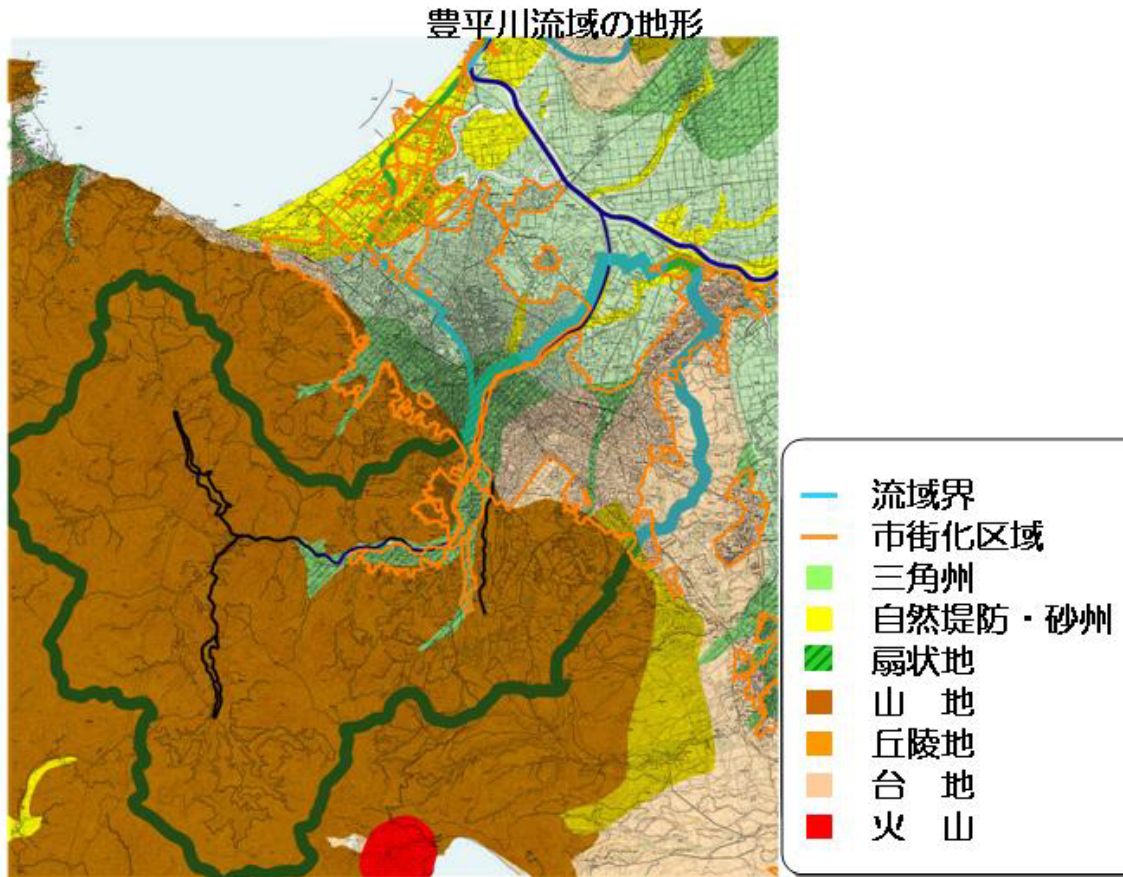 豊平川流域の地形
流域界
市街化区域
三角州
自然堤防・砂州
扇状地
山　地
丘陵地
台　地
火　山